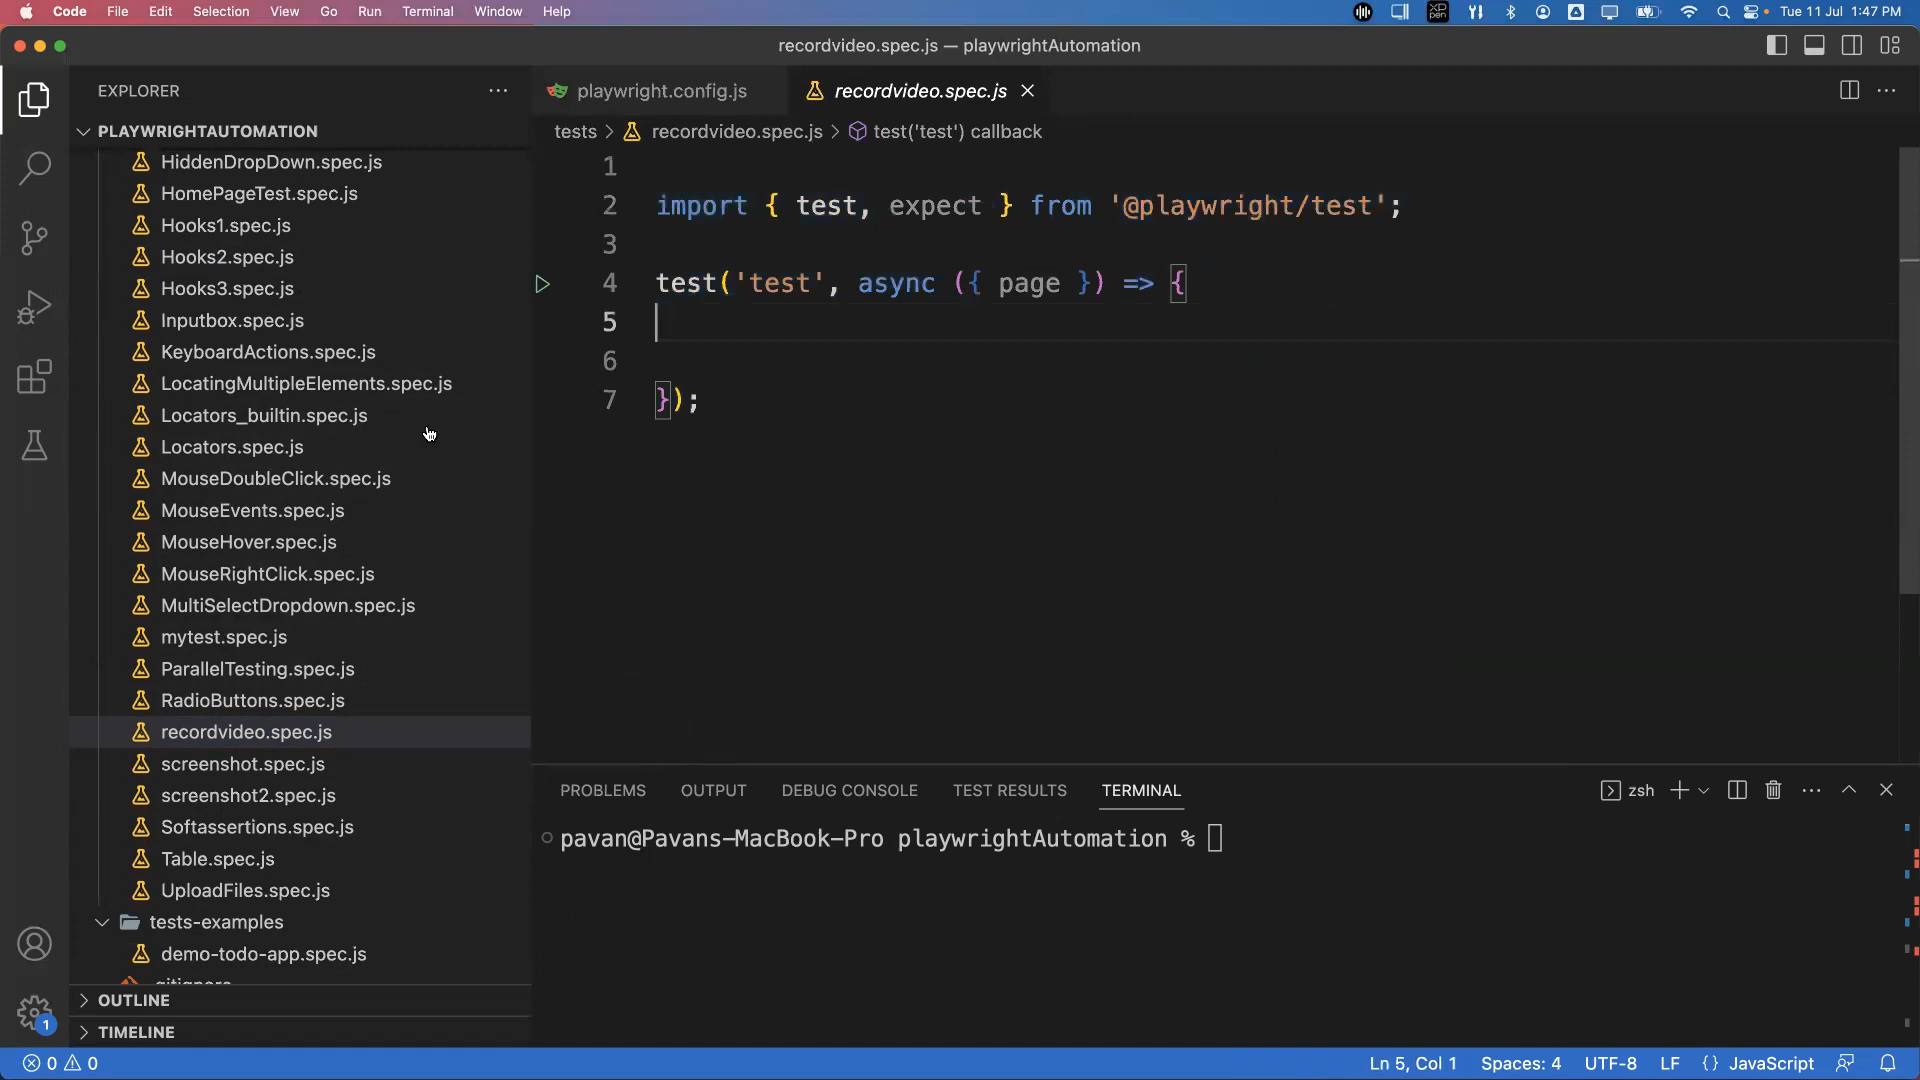 Code File Edit Selection View Go Run Terminal Window Help
XP PEN
Tue 11 Jul 1:47 PM
recordvideo.spec.js — playwrightAutomation
EXPLORER
PLAYWRIGHTAUTOMATION
HiddenDropDown.spec.js
HomePageTest.spec.js
Hooks1.spec.js
Hooks2.spec.js
Hooks3.spec.js
Inputbox.spec.js
KeyboardActions.spec.js
LocatingMultipleElements.spec.js
Locators_builtin.spec.js
Locators.spec.js
MouseDoubleClick.spec.js
MouseEvents.spec.js
MouseHover.spec.js
MouseRightClick.spec.js
MultiSelectDropdown.spec.js
mytest.spec.js
ParallelTesting.spec.js
RadioButtons.spec.js
recordvideo.spec.js
screenshot.spec.js
screenshot2.spec.js
Softassertions.spec.js
Table.spec.js
UploadFiles.spec.js
tests-examples
demo-todo-app.spec.js
.gitignore
OUTLINE
TIMELINE
1
playwright.config.js
recordvideo.spec.js
tests > recordvideo.spec.js > test('test') callback
1
2 import { test, expect } from '@playwright/test';
3
4 test('test', async ({ page }) => {
5
6
7 });
PROBLEMS OUTPUT DEBUG CONSOLE TEST RESULTS TERMINAL
zsh
pavan@Pavans-MacBook-Pro playwrightAutomation %
0 0
Ln 5, Col 1 Spaces: 4 UTF-8 LF {} JavaScript